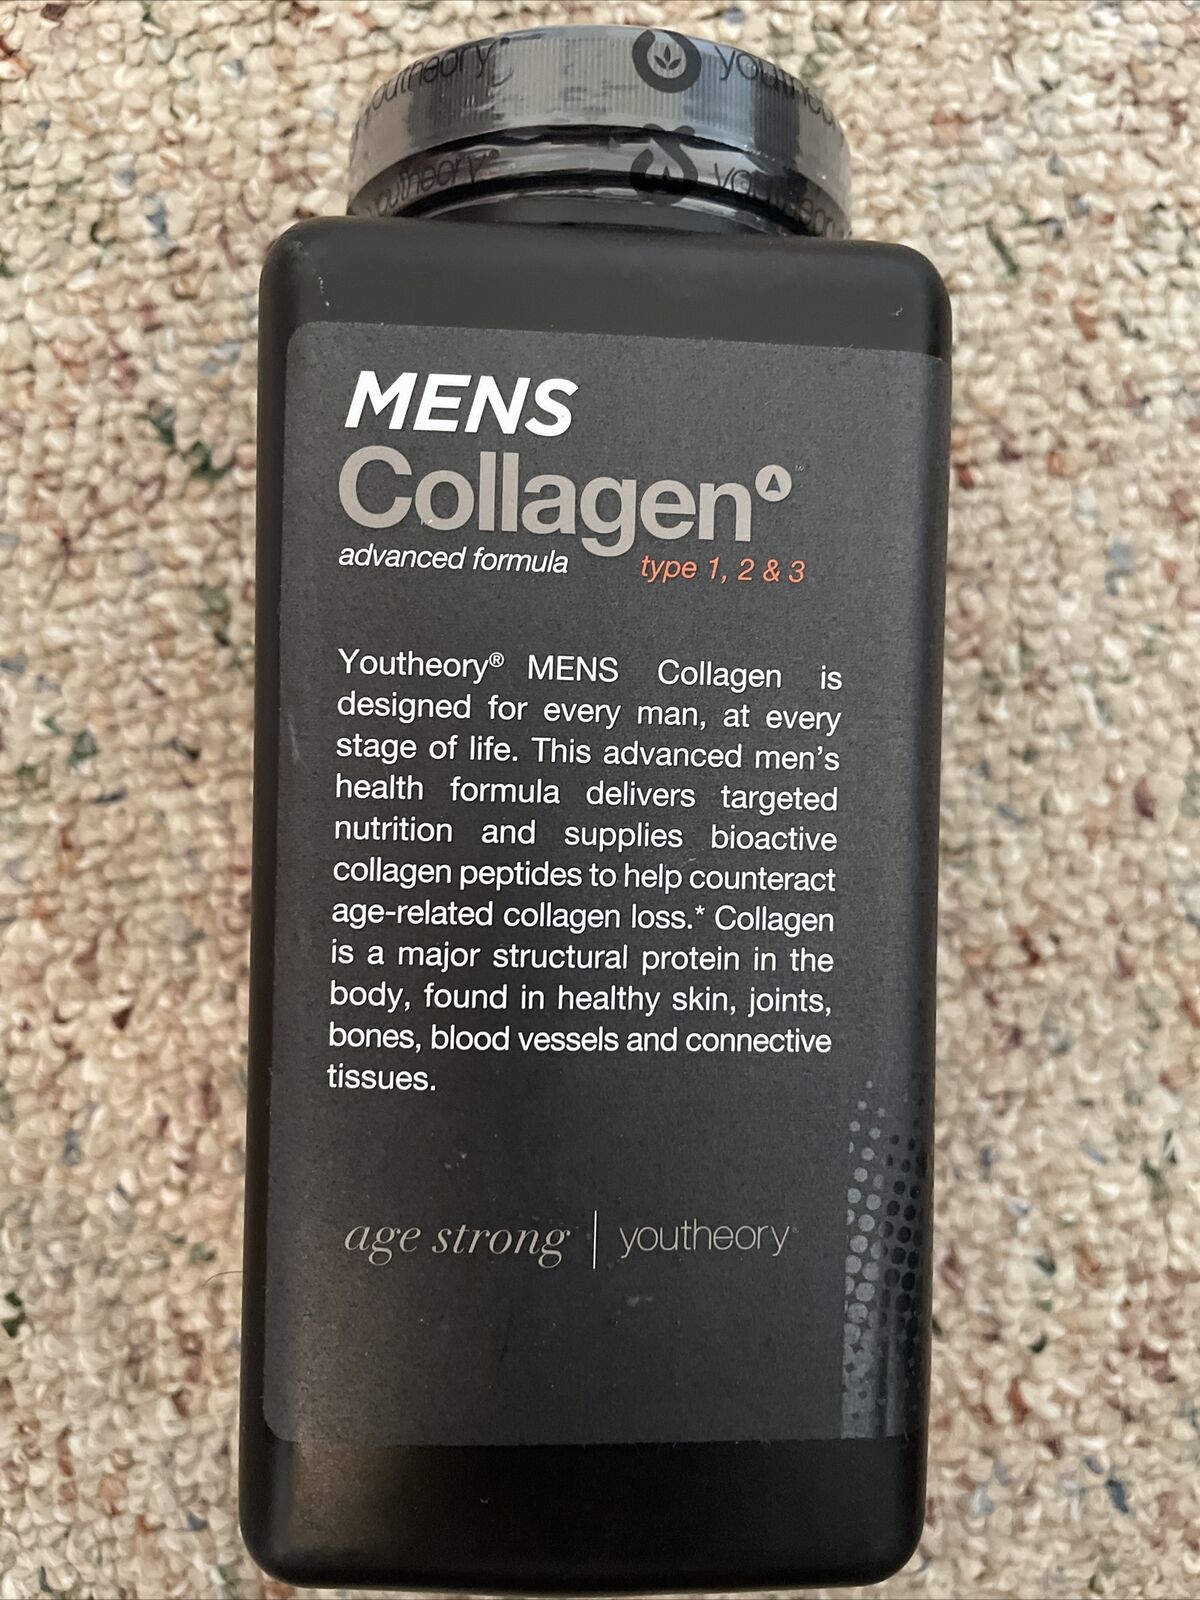 youtheory® youtheory
youtheory® youtheory
MENS
Collagen™
advanced formula type 1, 2 & 3
Youtheory® MENS Collagen is
designed for every man, at every
stage of life. This advanced men's
health formula delivers targeted
nutrition and supplies bioactive
collagen peptides to help counteract
age-related collagen loss.* Collagen
is a major structural protein in the
body, found in healthy skin, joints,
bones, blood vessels and connective
tissues.
age strong | youtheory